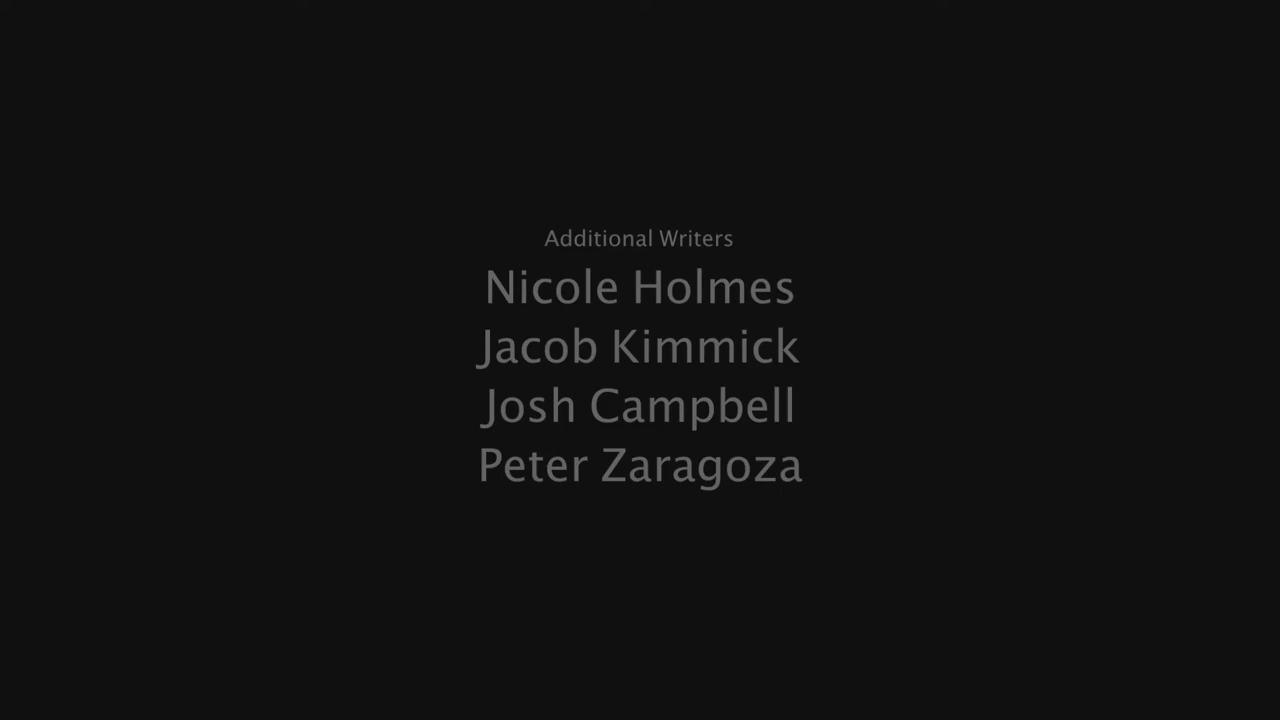 Additional Writers
Nicole Holmes
Jacob Kimmick
Josh Campbell
Peter Zaragoza